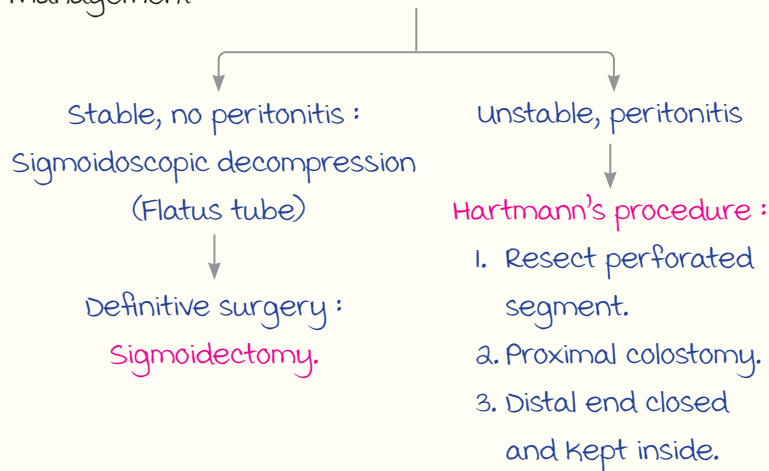 Management
Stable, no peritonitis :
Sigmoidoscopic decompression
(Flatus tube)
Definitive surgery :
Sigmoidectomy.
Unstable, peritonitis
Hartmann's procedure :
1. Resect perforated
segment.
2. Proximal colostomy.
3. Distal end closed
and kept inside.